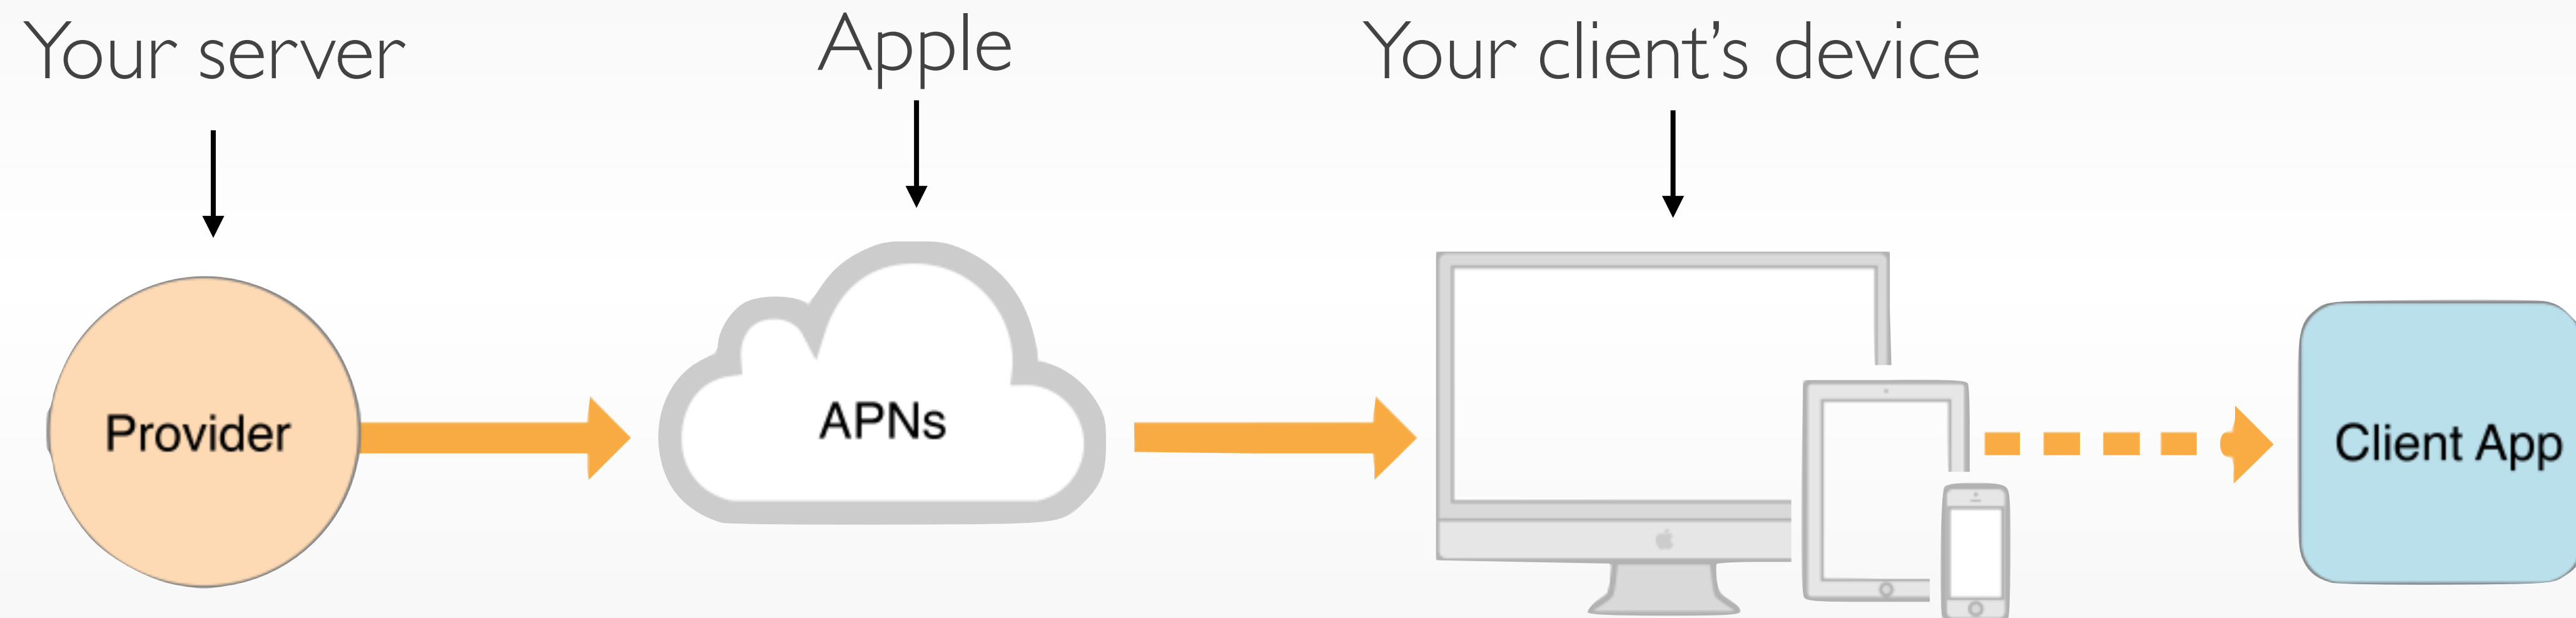 Your server
Apple
Your client’s device
Provider
APNs
Client App